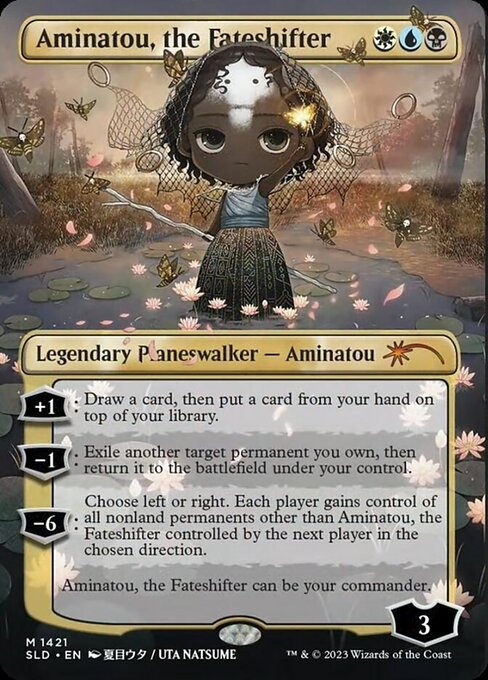 Aminatou, the Fateshifter
Legendary Planeswalker — Aminatou
+1: Draw a card, then put a card from your hand on
top of your library.
−1: Exile another target permanent you own, then
return it to the battlefield under your control.
−6: Choose left or right. Each player gains control of
all nonland permanents other than Aminatou, the
Fateshifter controlled by the next player in the
chosen direction.
Aminatou, the Fateshifter can be your commander.
3
M 1421
SLD • EN 夏目ウタ / UTA NATSUME
™ & © 2023 Wizards of the Coast